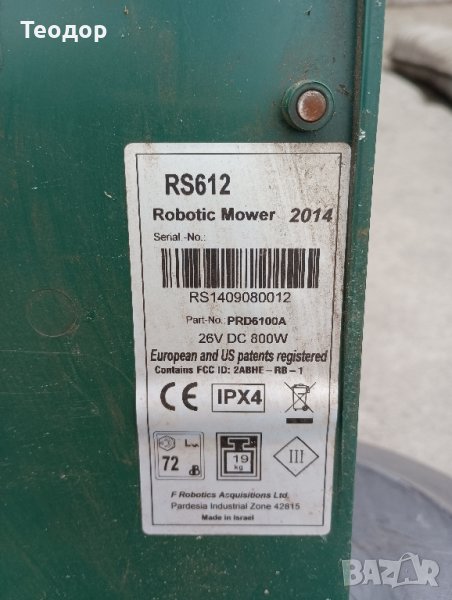 Теодор
RS612
Robotic Mower 2014
Serial -No.:
RS1409080012
Part-No.: PRD6100A
26V DC 800W
European and US patents registered
Contains FCC ID: 2ABHE-RB-1
CE IPX4
72 dB
19 kg
III
F Robotics Acquisitions Ltd.
Pardesia Industrial Zone 42815
Made in Israel
BAZAR